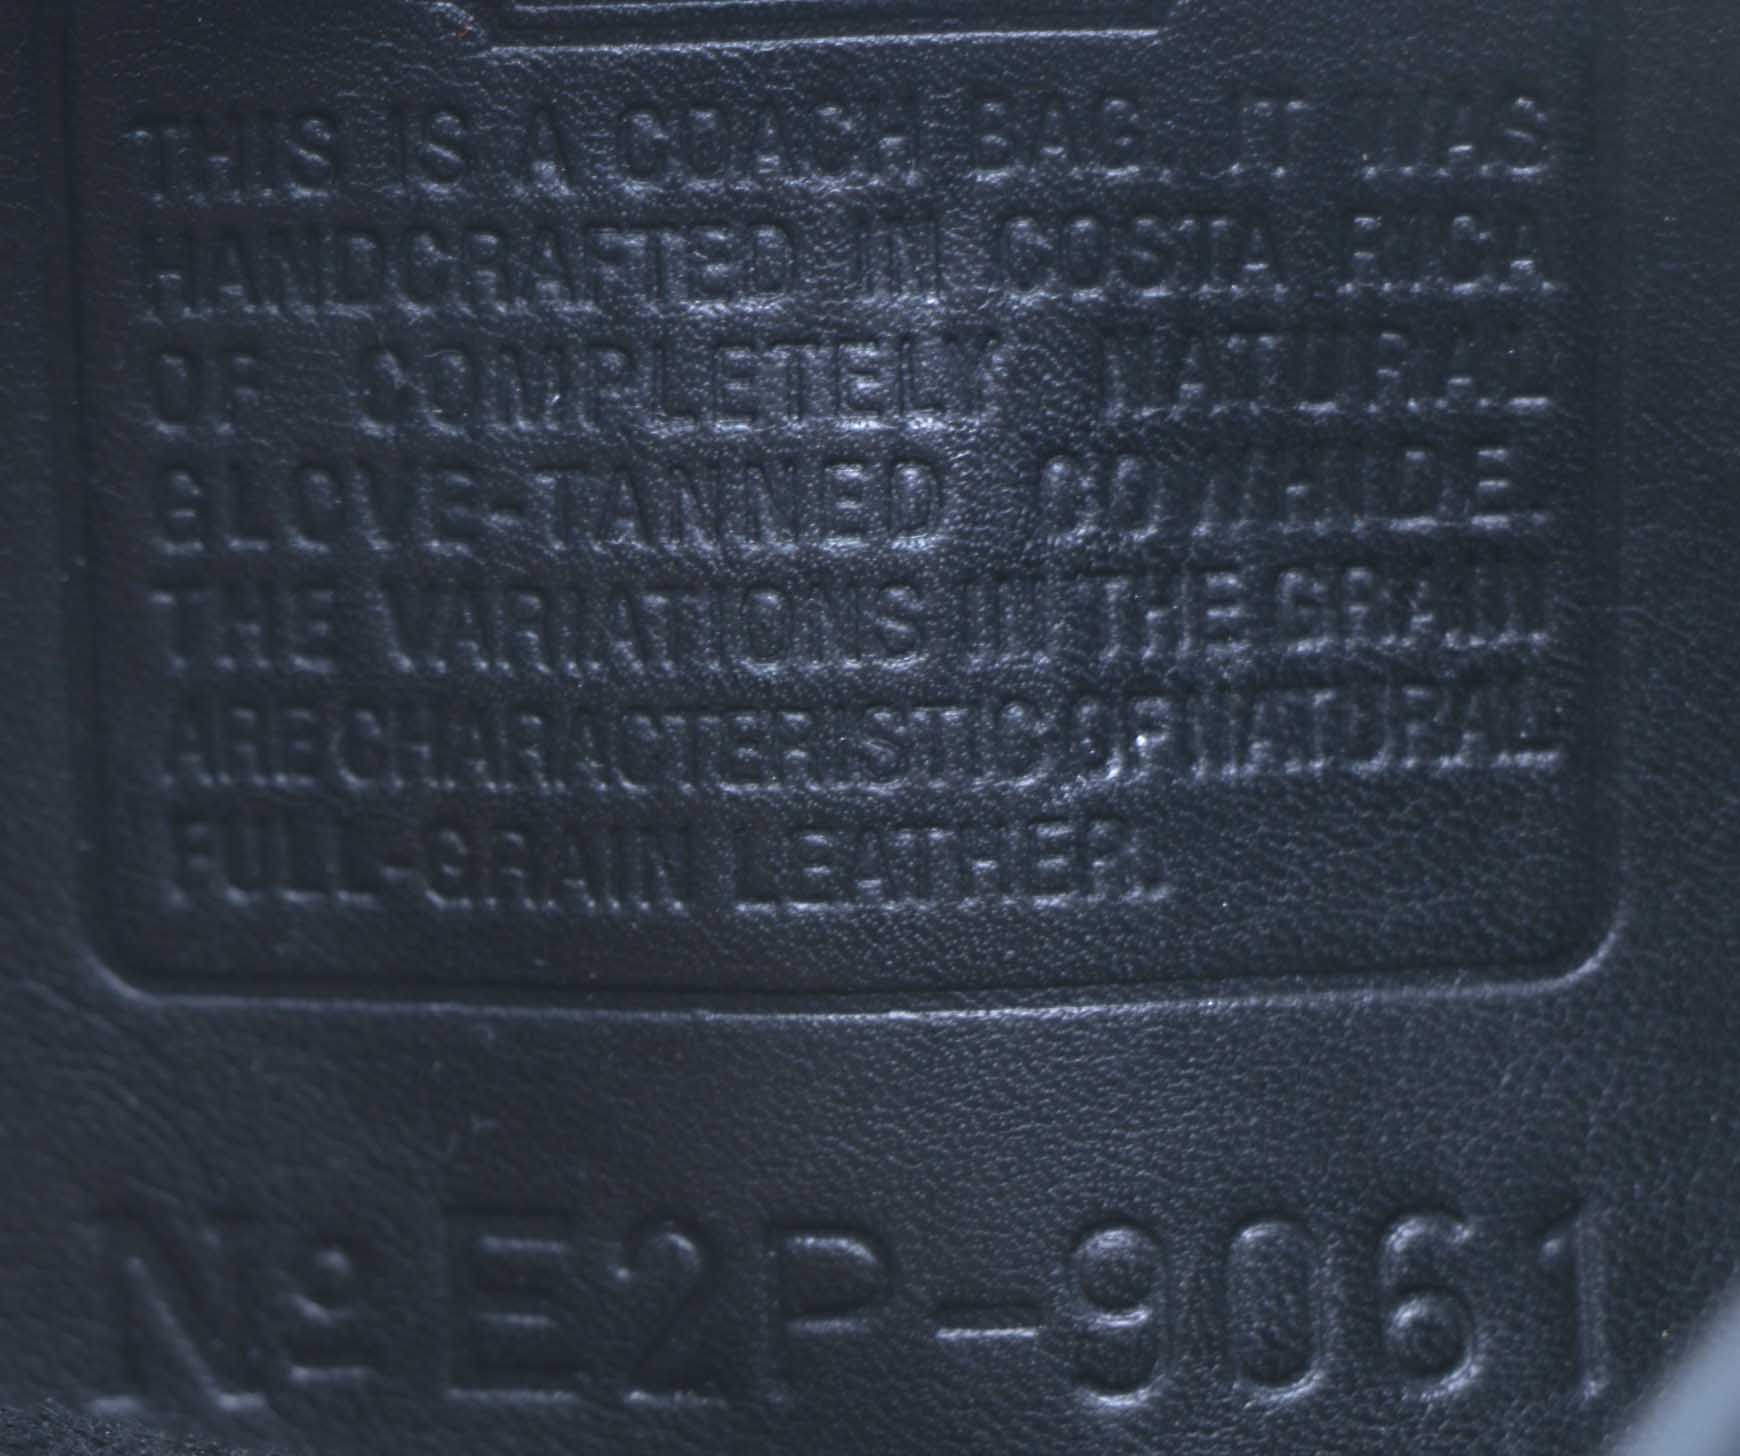 THIS IS A COACH BAG. IT WAS
HANDCRAFTED IN COSTA RICA
OF COMPLETELY NATURAL
GLOVE-TANNED COWHIDE.
THE VARIATIONS IN THE GRAIN
ARE CHARACTERISTIC OF NATURAL
FULL-GRAIN LEATHER.
Nº E2P-9061